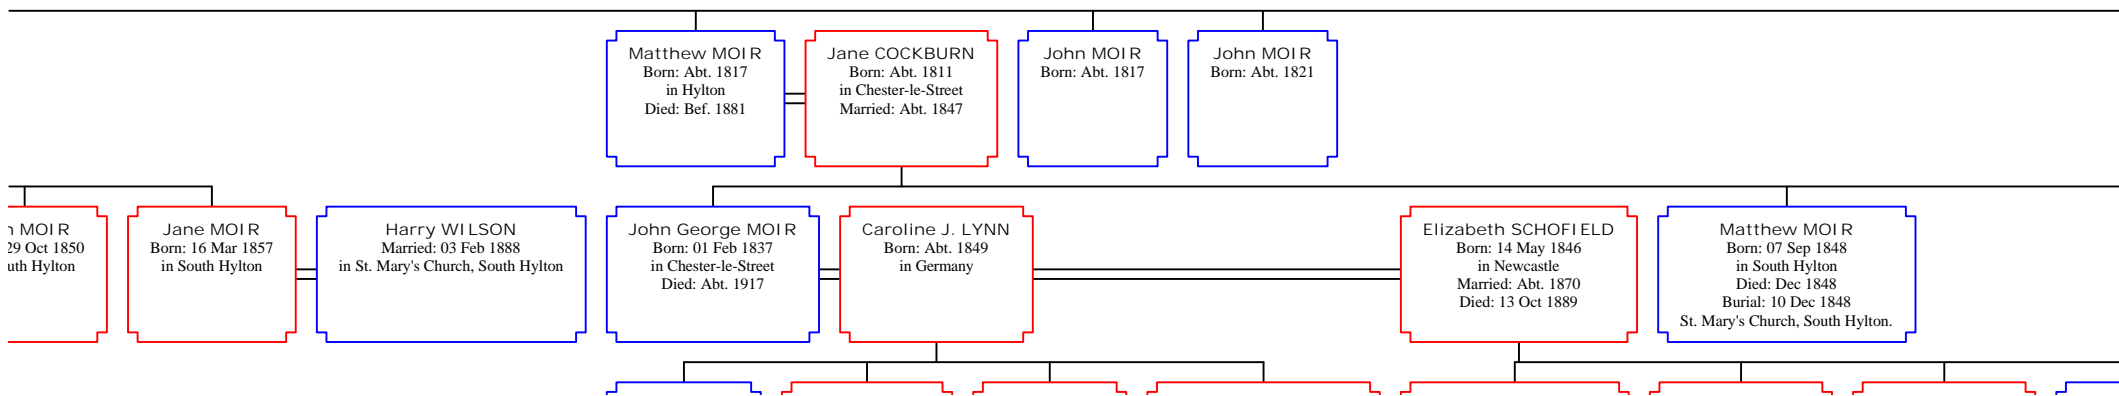 Matthew MOIR
Born: Abt. 1817
in Hylton
Died: Bef. 1881
Jane COCKBURN
Born: Abt. 1811
in Chester-le-Street
Married: Abt. 1847
John MOIR
Born: Abt. 1817
John MOIR
Born: Abt. 1821
MOIR
29 Oct 1850
Hylton
Jane MOIR
Born: 16 Mar 1857
in South Hylton
Harry WILSON
Married: 03 Feb 1888
in St. Mary's Church, South Hylton
John George MOIR
Born: 01 Feb 1837
in Chester-le-Street
Died: Abt. 1917
Caroline J. LYNN
Born: Abt. 1849
in Germany
Elizabeth SCHOFIELD
Born: 14 May 1846
in Newcastle
Married: Abt. 1870
Died: 13 Oct 1889
Matthew MOIR
Born: 07 Sep 1848
in South Hylton
Died: Dec 1848
Burial: 10 Dec 1848
St. Mary's Church, South Hylton.